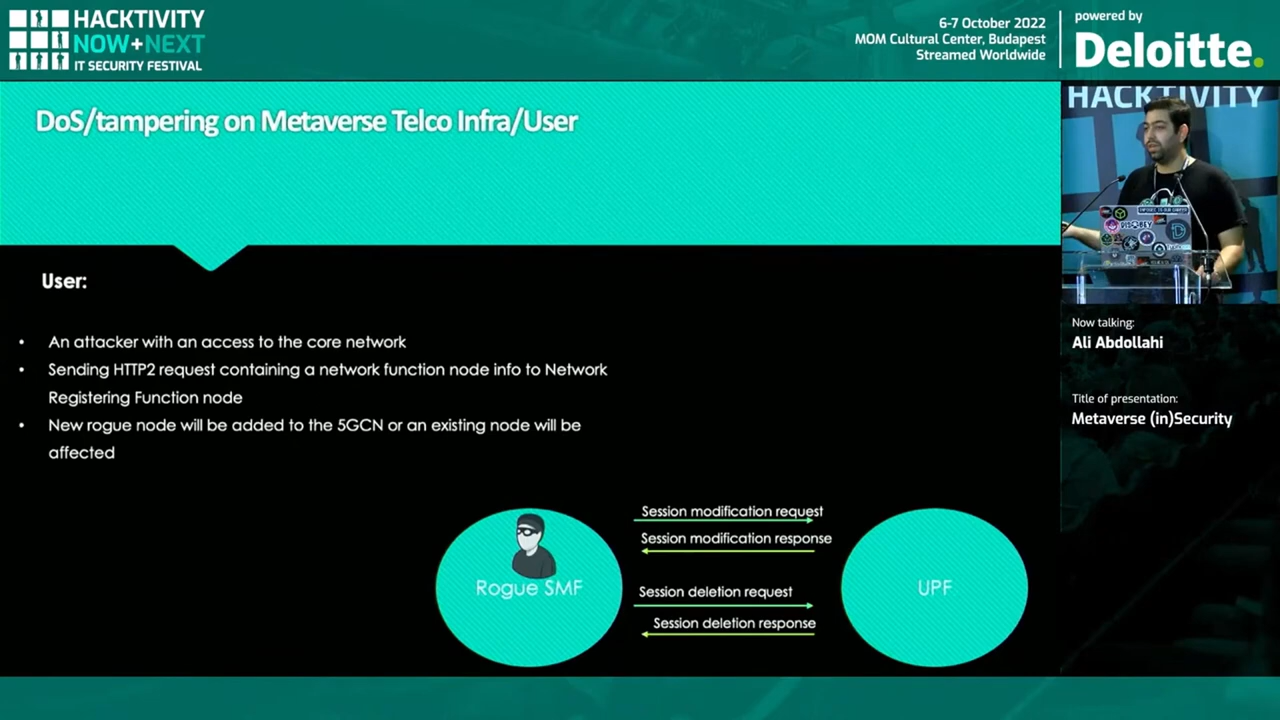 HACKTIVITY
NOW+NEXT
IT SECURITY FESTIVAL
6-7 October 2022
MOM Cultural Center, Budapest
Streamed Worldwide
powered by
Deloitte.
DoS/tampering on Metaverse Telco Infra/User
User:
• An attacker with an access to the core network
• Sending HTTP2 request containing a network function node info to Network
Registering Function node
• New rogue node will be added to the 5GCN or an existing node will be
affected
Session modification request
Session modification response
Rogue SMF
UPF
Session deletion request
Session deletion response
HACKTIVITY
Now talking:
Ali Abdollahi
Title of presentation:
Metaverse (in)Security